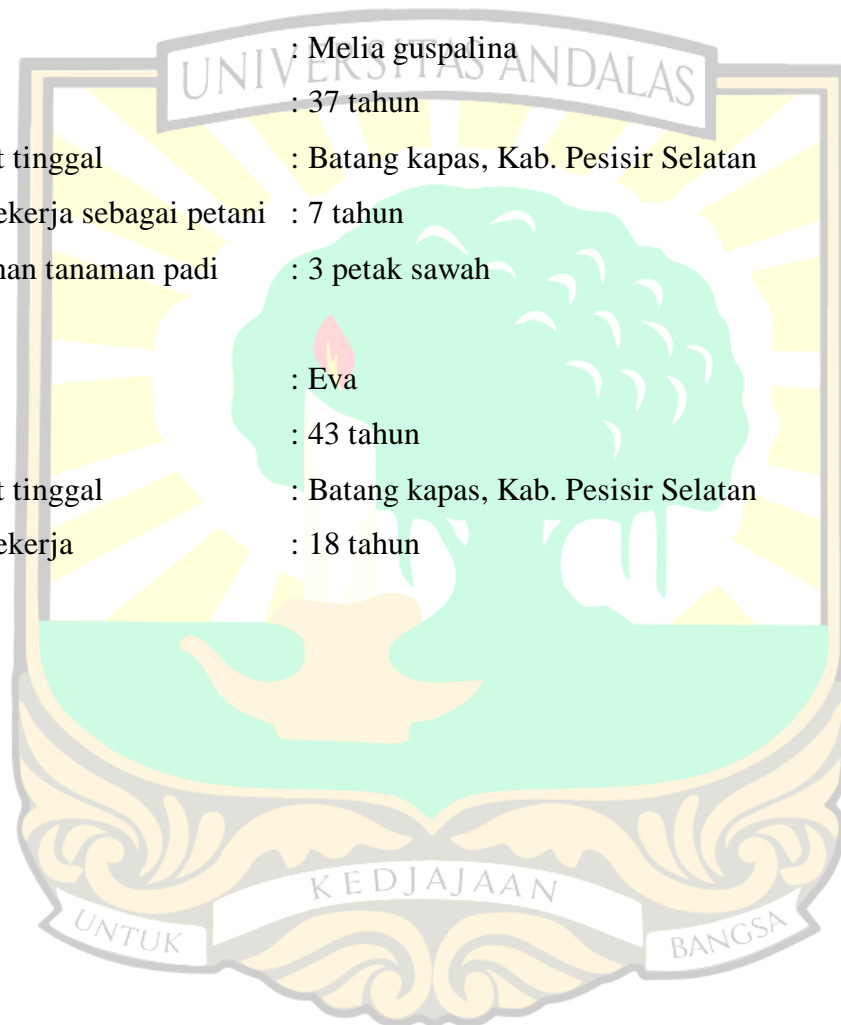 UNIVERSITAS ANDALAS
: Melia guspalina
: 37 tahun
t tinggal : Batang kapas, Kab. Pesisir Selatan
ekerja sebagai petani : 7 tahun
han tanaman padi : 3 petak sawah
: Eva
: 43 tahun
t tinggal : Batang kapas, Kab. Pesisir Selatan
ekerja : 18 tahun
UNTUK KEDJAJAAN BANGSA